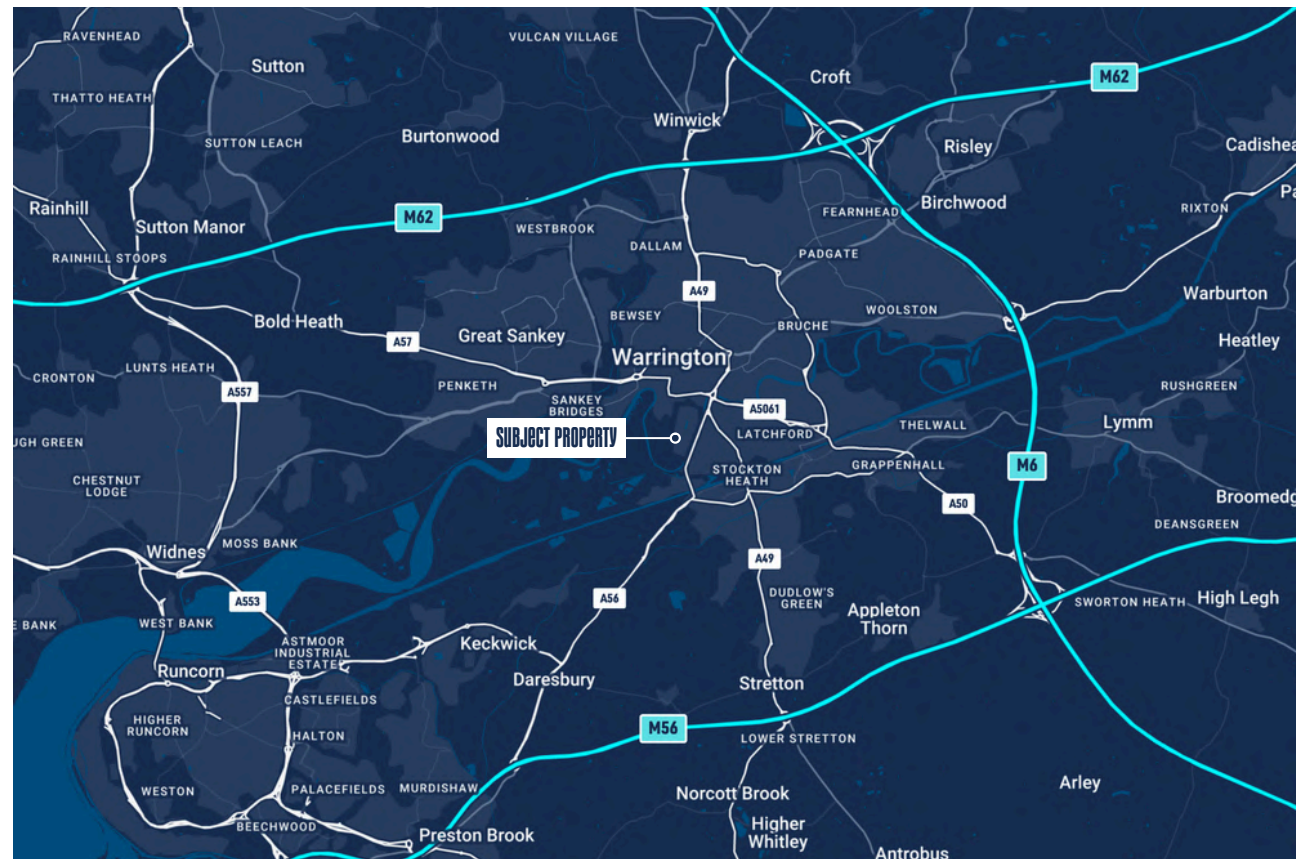 RAVENHEAD
VULCAN VILLAGE
Sutton
Croft
M62
THATTO HEATH
Winwick
Burtonwood
SUTTON LEACH
Risley
Cadishea
Rainhill
Birchwood
Pa
RIXTON
FEARNHEAD
M62
Sutton Manor
WESTBROOK
DALLAM
PADGATE
RAINHILL STOOPS
A49
Warburton
WOOLSTON
BEWSEY
Bold Heath
BRUCHE
Great Sankey
A57
Heatley
Warrington
LUNTS HEATH
CRONTON
PENKETH
RUSHGREEN
A557
SANKEY
BRIDGES
A5061
Lymm
THELWALL
LATCHFORD
SUBJECT PROPERTY
UGH GREEN
STOCKTON
HEATH
GRAPPENHALL
M6
CHESTNUT
LODGE
Broomedg
A50
DEANSGREEN
MOSS BANK
Widnes
A49
A553
A56
DUDLOW'S
GREEN
SWORTON HEATH
High Legh
Appleton
Thorn
E BANK
WEST BANK
ASTMOOR
INDUSTRIAL
ESTATE
Keckwick
Runcorn
Daresbury
Stretton
CASTLEFIELDS
HIGHER
RUNCORN
M56
HALTON
LOWER STRETTON
WESTON
PALACEFIELDS
MURDISHAW
Arley
Norcott Brook
BEECHWOOD
Preston Brook
Higher
Whitley
Antrobus